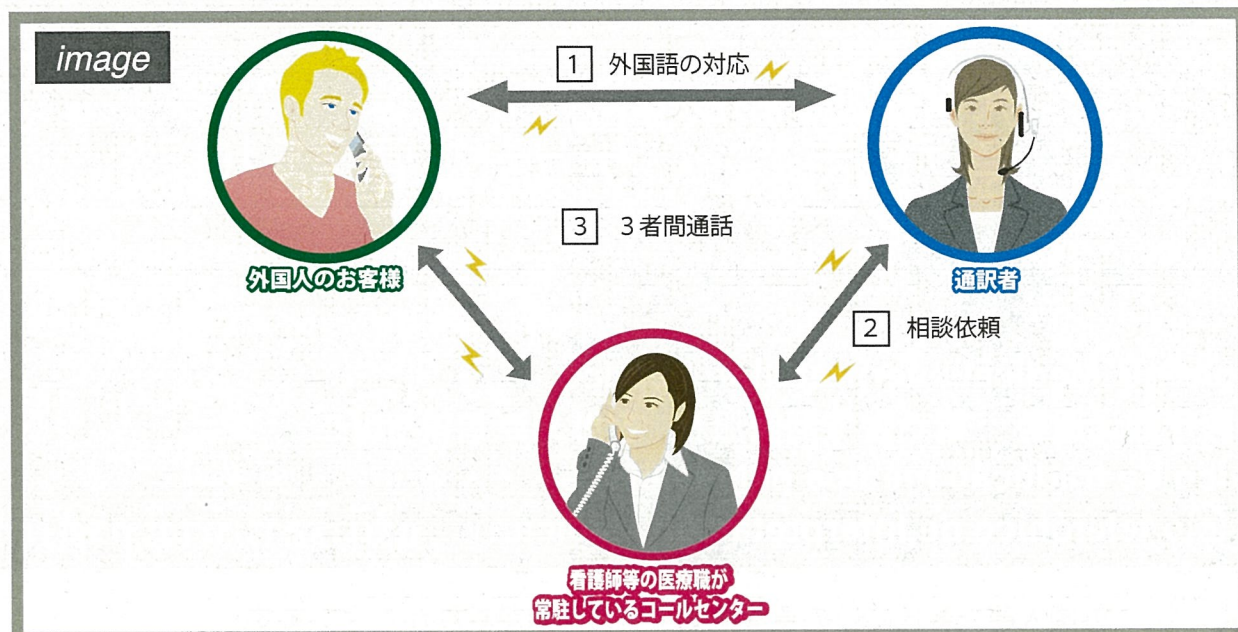 image
1 外国語の対応
3 3者間通話
外国人のお客様
通訳者
2 相談依頼
看護師等の医療職が
常駐しているコールセンター